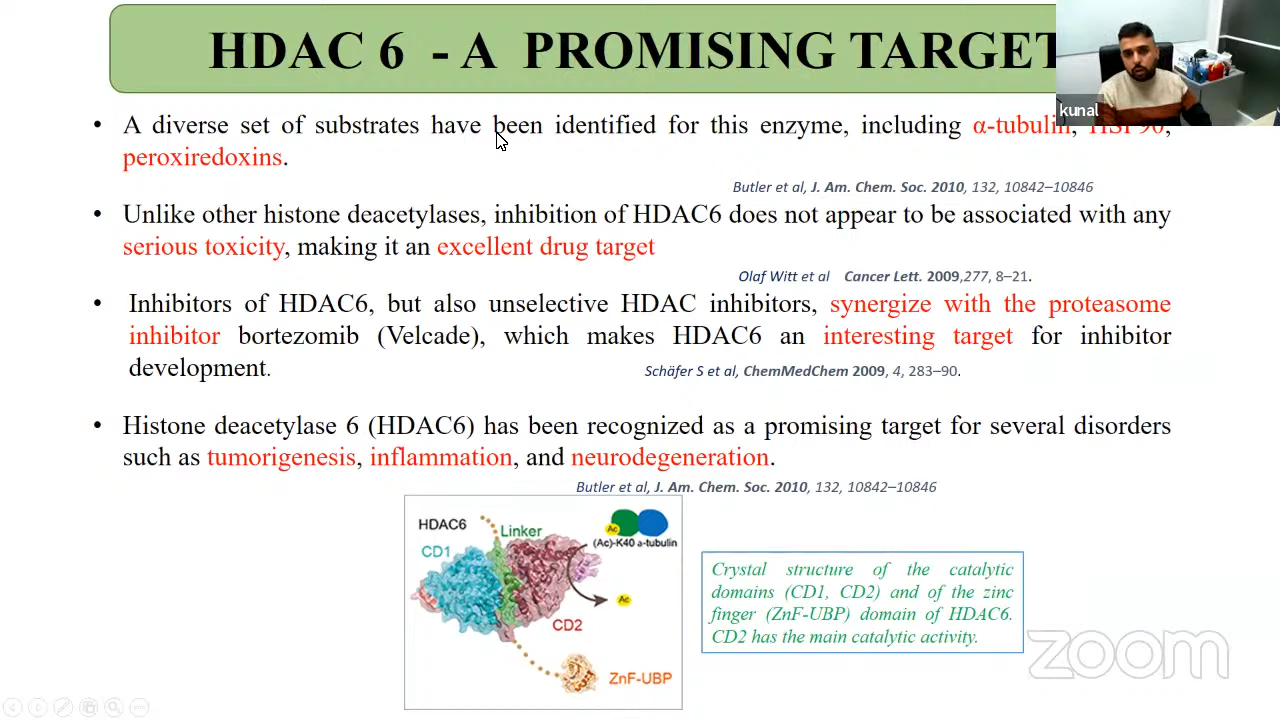 HDAC 6 - A PROMISING TARGET
kunal
• A diverse set of substrates have been identified for this enzyme, including α-tubulin, HSP90,
peroxiredoxins.
Butler et al, J. Am. Chem. Soc. 2010, 132, 10842–10846
• Unlike other histone deacetylases, inhibition of HDAC6 does not appear to be associated with any
serious toxicity, making it an excellent drug target
Olaf Witt et al Cancer Lett. 2009,277, 8–21.
• Inhibitors of HDAC6, but also unselective HDAC inhibitors, synergize with the proteasome
inhibitor bortezomib (Velcade), which makes HDAC6 an interesting target for inhibitor
development.
Schäfer S et al, ChemMedChem 2009, 4, 283–90.
• Histone deacetylase 6 (HDAC6) has been recognized as a promising target for several disorders
such as tumorigenesis, inflammation, and neurodegeneration.
Butler et al, J. Am. Chem. Soc. 2010, 132, 10842–10846
HDAC6
Linker
CD1
Ac
(Ac)-K40 a-tubulin
Ac
CD2
ZnF-UBP
Crystal structure of the catalytic
domains (CD1, CD2) and of the zinc
finger (ZnF-UBP) domain of HDAC6.
CD2 has the main catalytic activity.
zoom